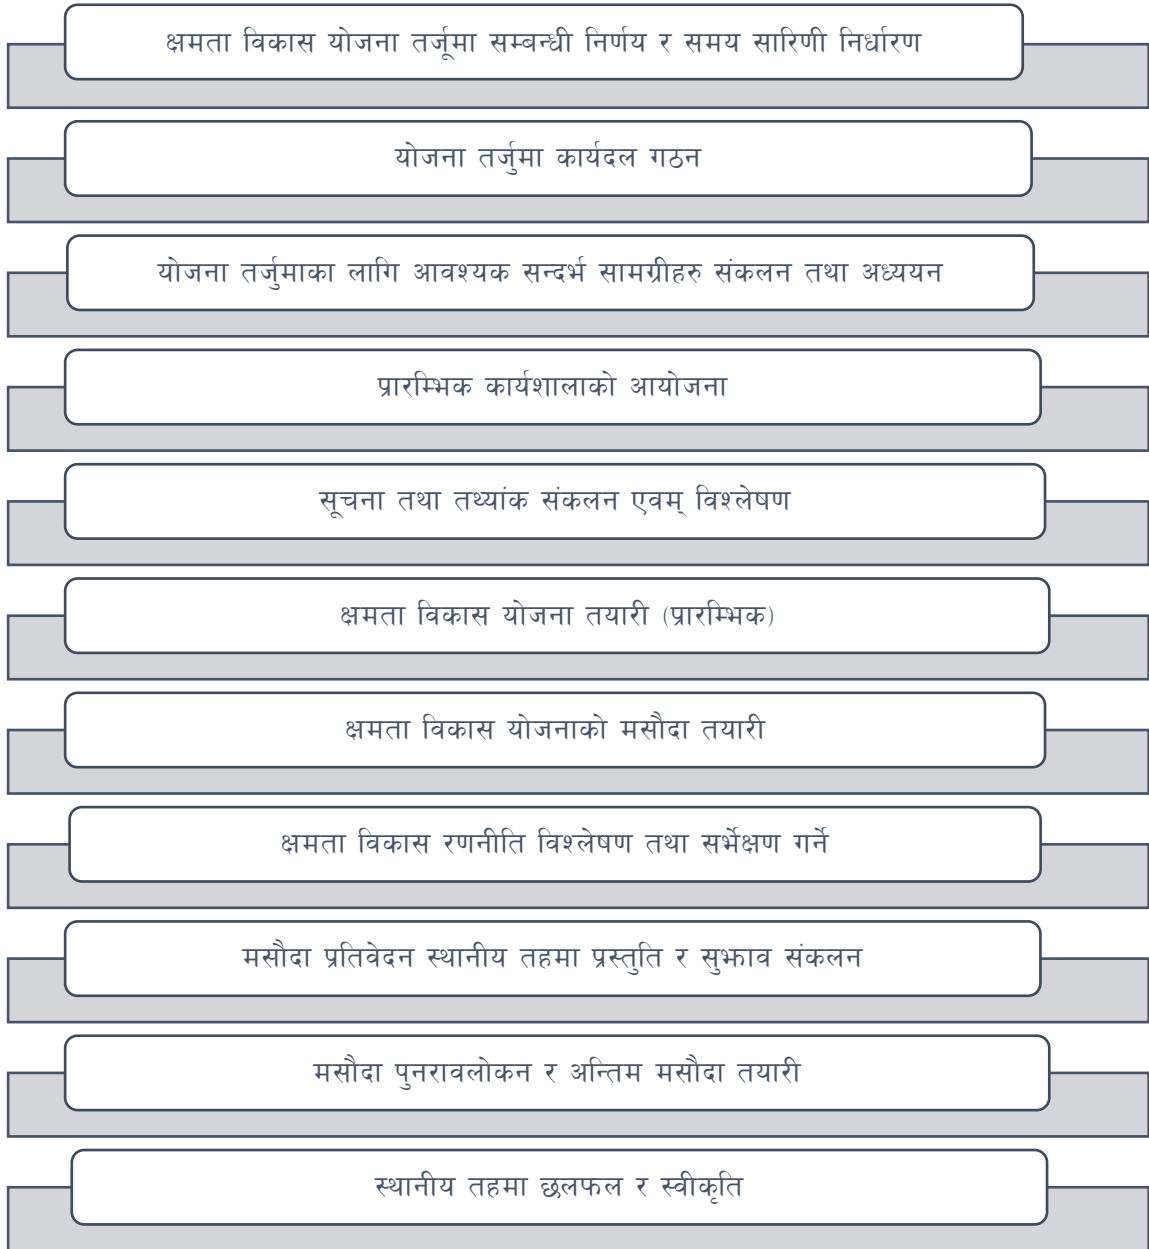 क्षमता विकास योजना तर्जूमा सम्बन्धी निर्णय र समय सारिणी निर्धारण
योजना तर्जुमा कार्यदल गठन
योजना तर्जुमाका लागि आवश्यक सन्दर्भ सामग्रीहरु संकलन तथा अध्ययन
प्रारम्भिक कार्यशालाको आयोजना
सूचना तथा तथ्यांक संकलन एवम् विश्लेषण
क्षमता विकास योजना तयारी (प्रारम्भिक)
क्षमता विकास योजनाको मसौदा तयारी
क्षमता विकास रणनीति विश्लेषण तथा सर्भेक्षण गर्ने
मसौदा प्रतिवेदन स्थानीय तहमा प्रस्तुति र सुझाव संकलन
मसौदा पुनरावलोकन र अन्तिम मसौदा तयारी
स्थानीय तहमा छलफल र स्वीकृति